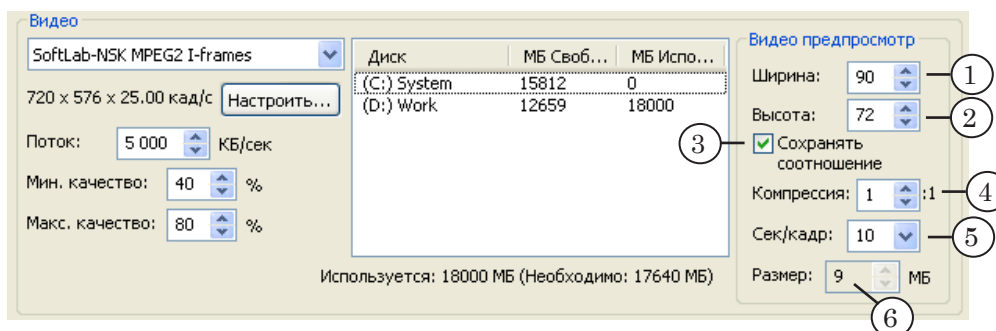 Видео
SoftLab-NSK MPEG2 I-frames
720 x 576 x 25.00 кад/с Настроить...
Поток: 5 000 КБ/сек
Мин. качество: 40 %
Макс. качество: 80 %
Диск МБ Своб... МБ Испо...
(C:) System 15812 0
(D:) Work 12659 18000
Используется: 18000 МБ (Необходимо: 17640 МБ)
Видео предпросмотр
Ширина: 90 1
Высота: 72 2
3 Сохранять
соотношение
Компрессия: 1 :1 4
Сек/кадр: 10 5
Размер: 9 МБ
6